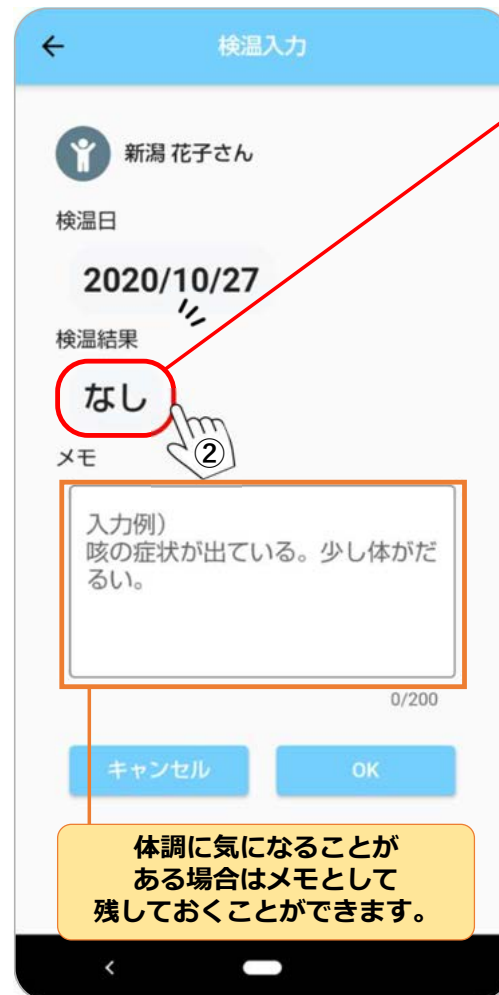 検温入力
新潟 花子さん
検温日
2020/10/27
検温結果
なし
②
メモ
入力例）
咳の症状が出ている。少し体がだ
るい。
0/200
キャンセル
OK
体調に気になることが
ある場合はメモとして
残しておくことができます。